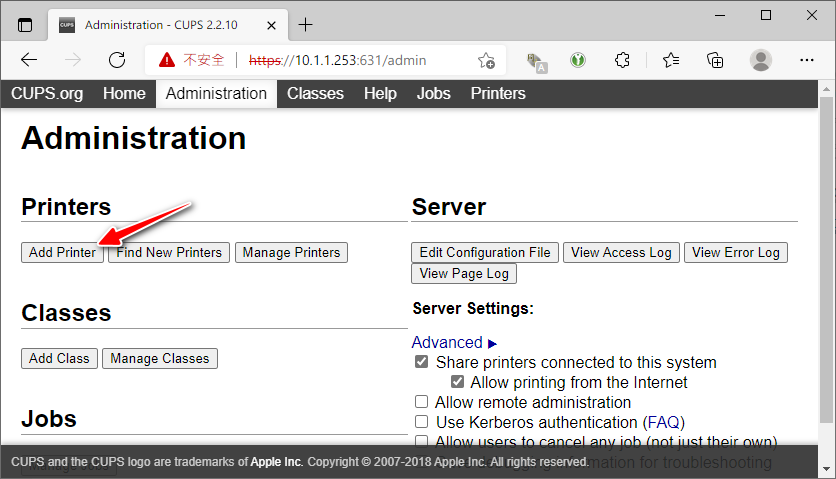 CUPS
Administration - CUPS 2.2.10
不安全
https://10.1.1.253:631/admin
A
CUPS.org Home Administration Classes Help Jobs Printers
Administration
Printers
Add Printer Find New Printers Manage Printers
Classes
Add Class Manage Classes
Jobs
Manage Jobs
Server
Edit Configuration File View Access Log View Error Log
View Page Log
Server Settings:
Advanced ▶
Share printers connected to this system
Allow printing from the Internet
Allow remote administration
Use Kerberos authentication (FAQ)
Allow users to cancel any job (not just their own)
information for troubleshooting
CUPS and the CUPS logo are trademarks of Apple Inc. Copyright © 2007-2018 Apple Inc. All rights reserved.